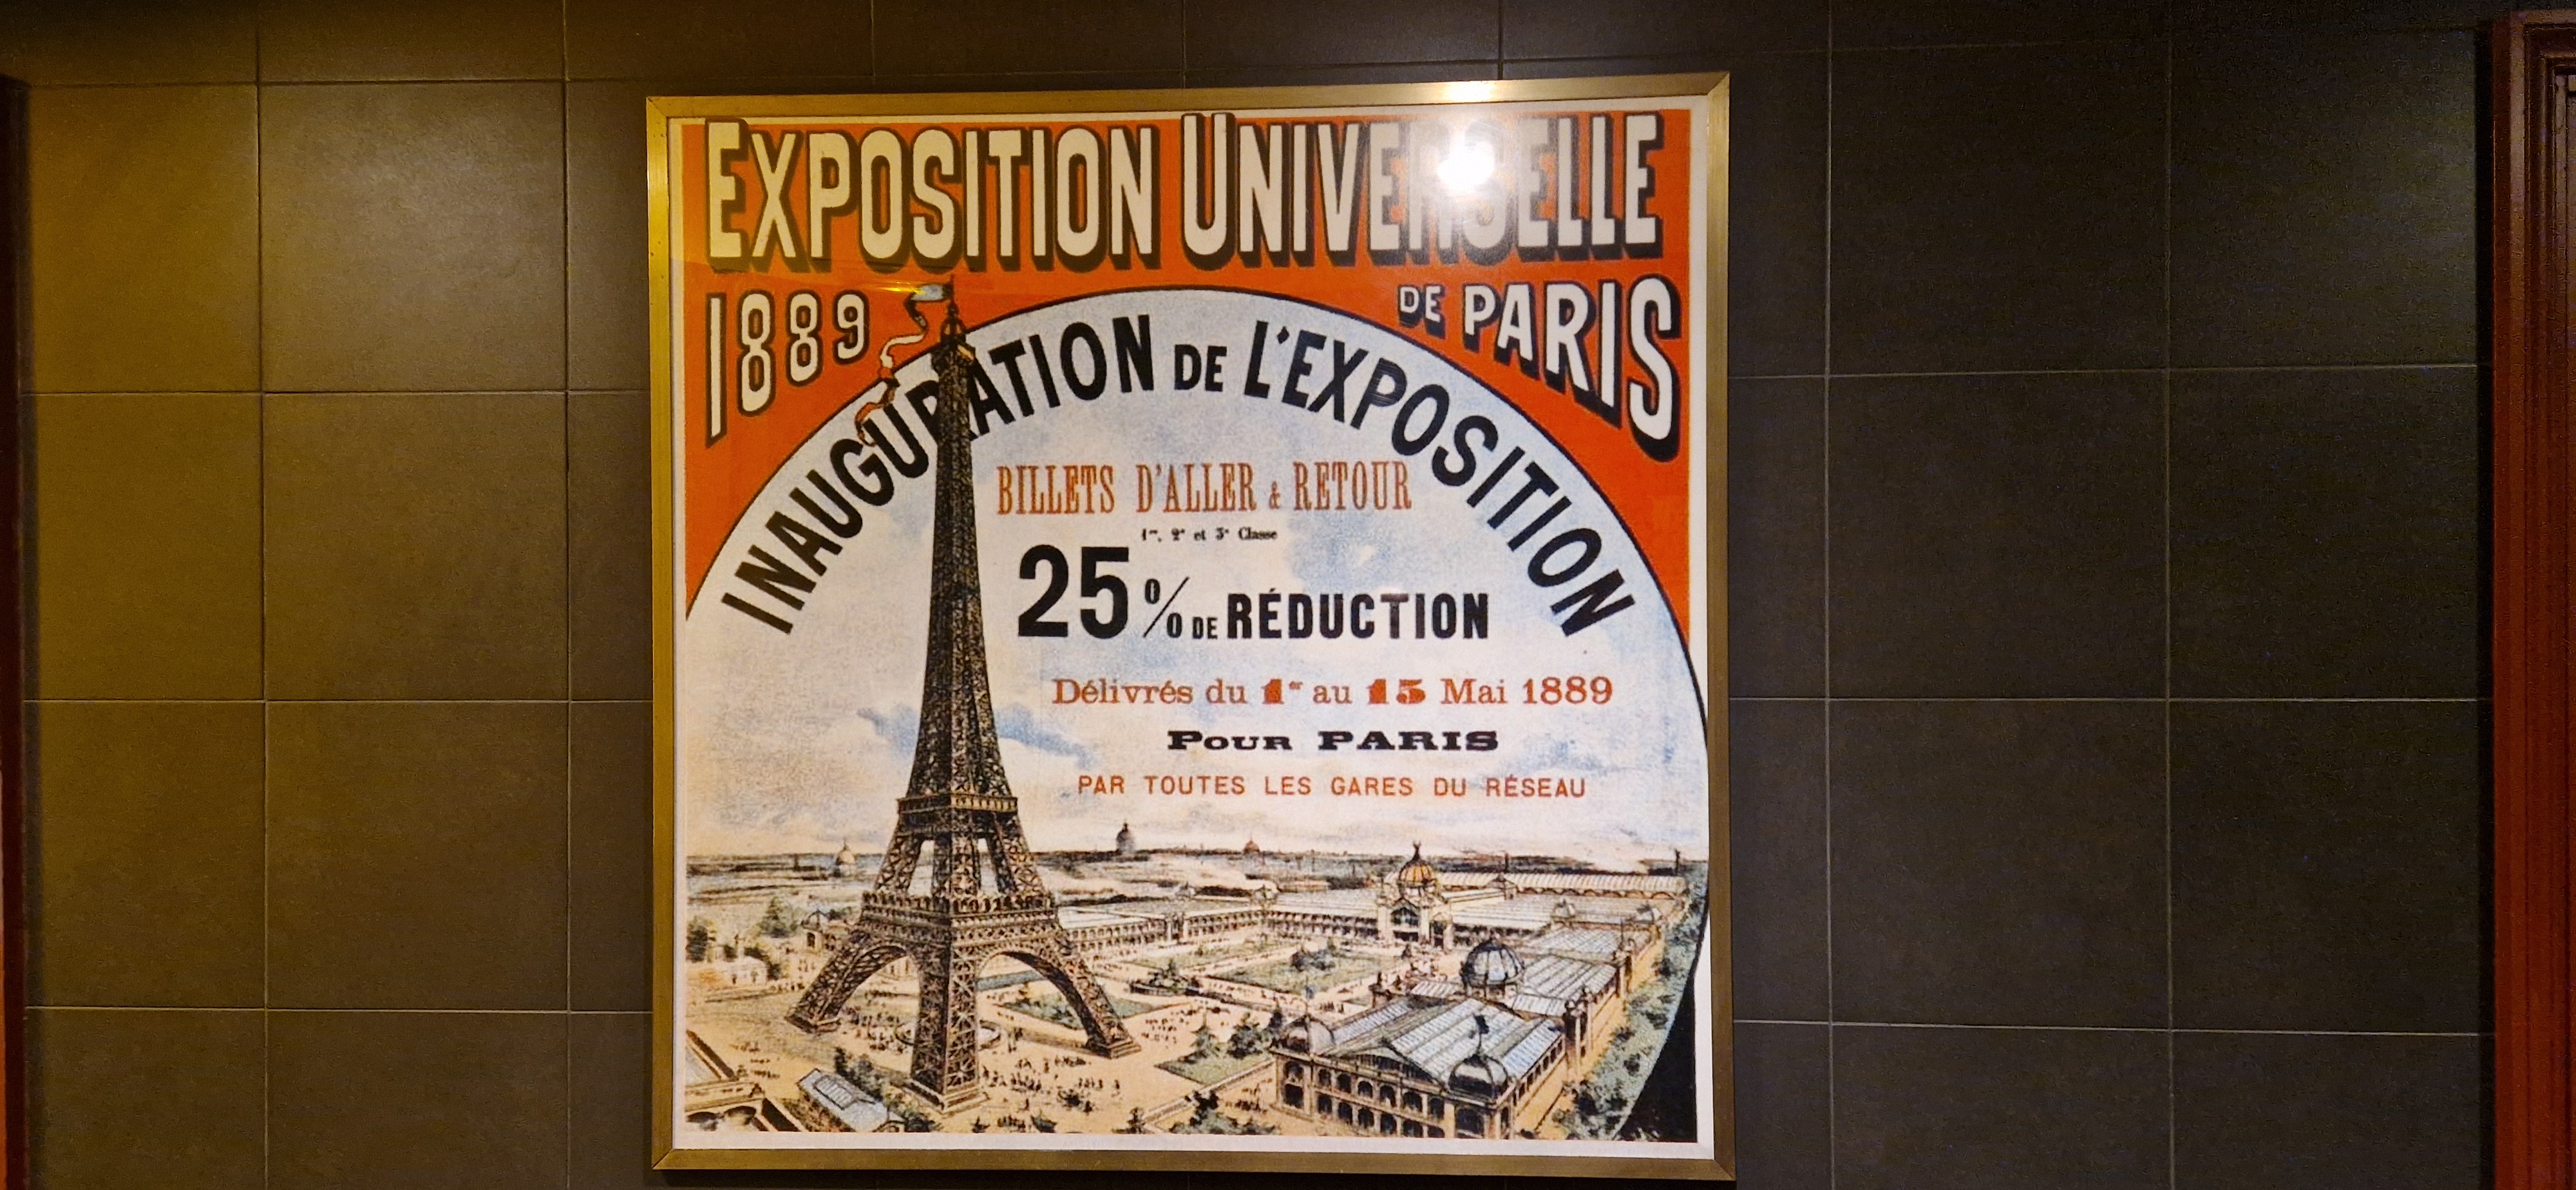 EXPOSITION UNIVERSELLE
1889 DE PARIS
INAUGURATION DE L'EXPOSITION
BILLETS D'ALLER & RETOUR
1re, 2e et 3e Classe
25% DE RÉDUCTION
Délivrés du 1er au 15 Mai 1889
POUR PARIS
PAR TOUTES LES GARES DU RÉSEAU